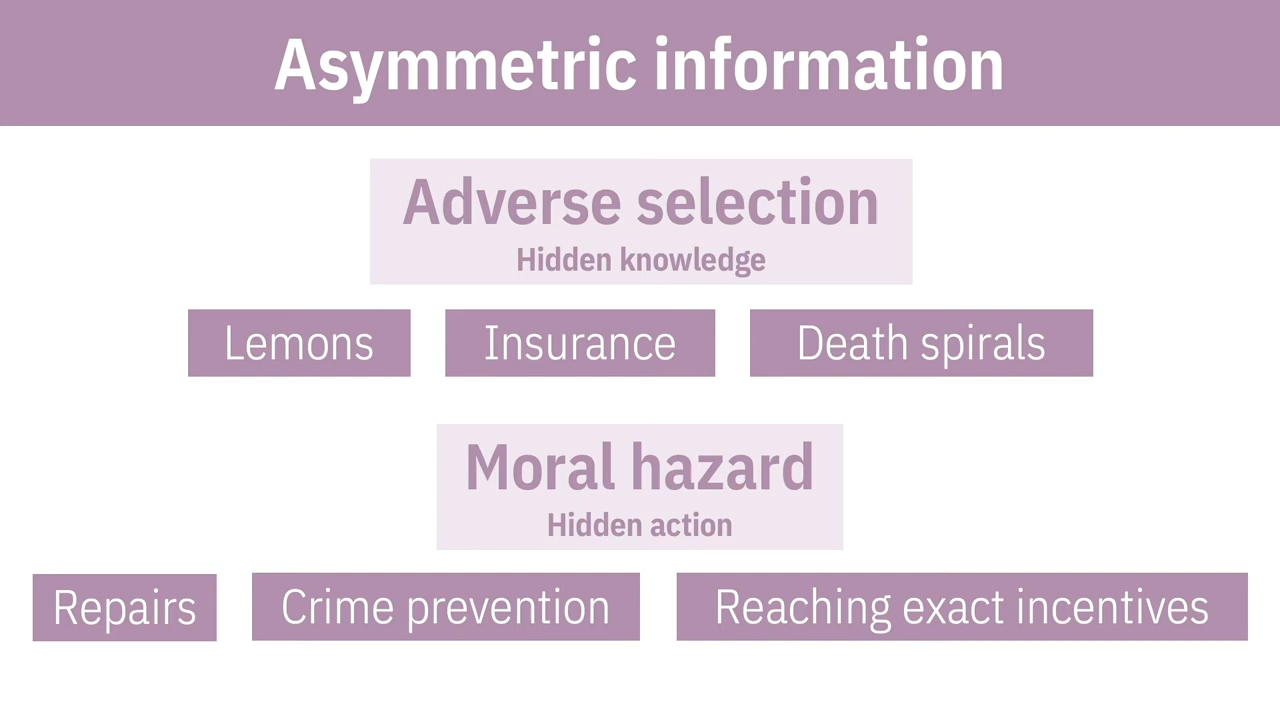 Asymmetric information
Adverse selection
Hidden knowledge
Lemons
Insurance
Death spirals
Moral hazard
Hidden action
Repairs
Crime prevention
Reaching exact incentives